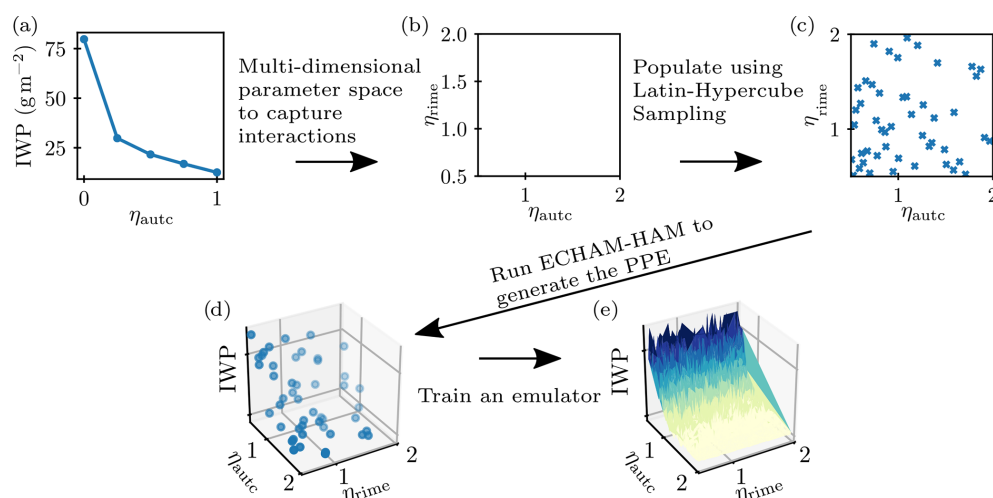 (a)
IWP (g m⁻²)
75
50
25
0
1
η_autc
Multi-dimensional
parameter space
to capture
interactions
(b)
η_rime
2.0
1.5
1.0
0.5
1
2
η_autc
Populate using
Latin-Hypercube
Sampling
(c)
η_rime
2
1
1
2
η_autc
Run ECHAM-HAM to
generate the PPE
(d)
IWP
1
2
η_autc
1
2
η_rime
Train an emulator
(e)
IWP
1
2
η_autc
1
2
η_rime